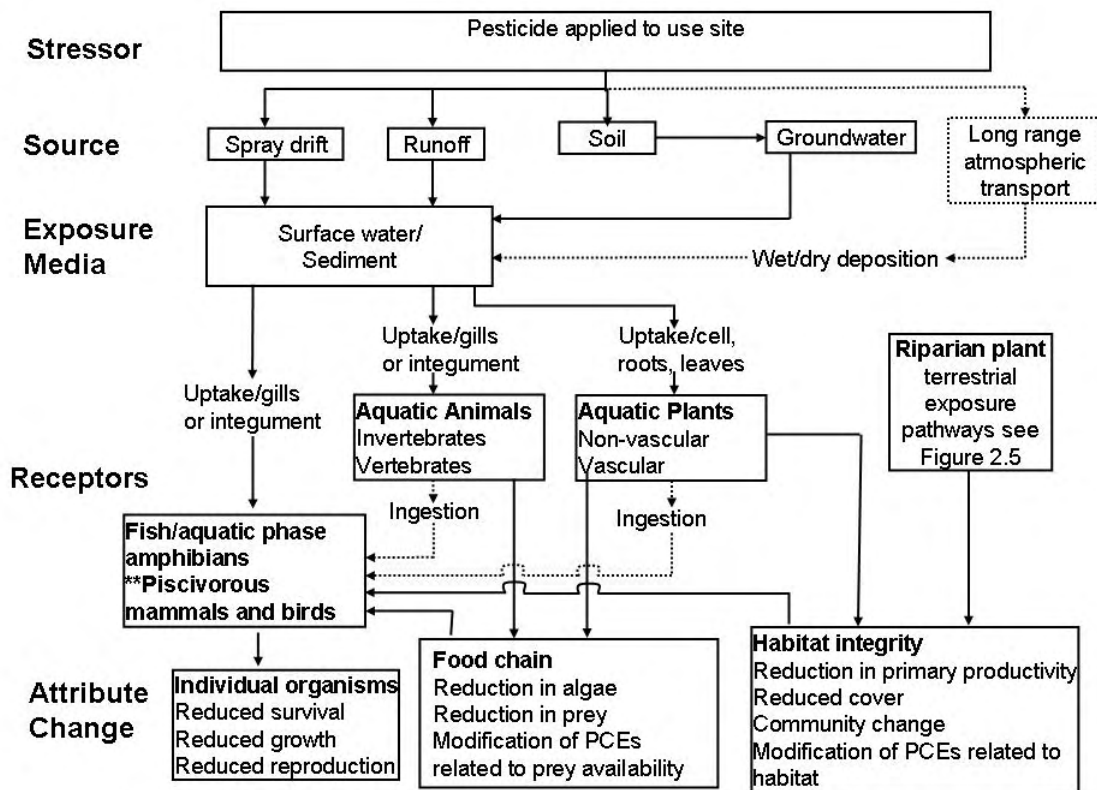 Stressor
Pesticide applied to use site
Source
Spray drift
Runoff
Soil
Groundwater
Long range
atmospheric
transport
Exposure
Media
Surface water/
Sediment
Wet/dry deposition
Uptake/gills
or integument
Uptake/gills
or integument
Uptake/cell,
roots, leaves
Riparian plant
terrestrial
exposure
pathways see
Figure 2.5
Receptors
Aquatic Animals
Invertebrates
Vertebrates
Aquatic Plants
Non-vascular
Vascular
Ingestion
Ingestion
Fish/aquatic phase
amphibians
**Piscivorous
mammals and birds
Attribute
Change
Individual organisms
Reduced survival
Reduced growth
Reduced reproduction
Food chain
Reduction in algae
Reduction in prey
Modification of PCEs
related to prey availability
Habitat integrity
Reduction in primary productivity
Reduced cover
Community change
Modification of PCEs related to
habitat